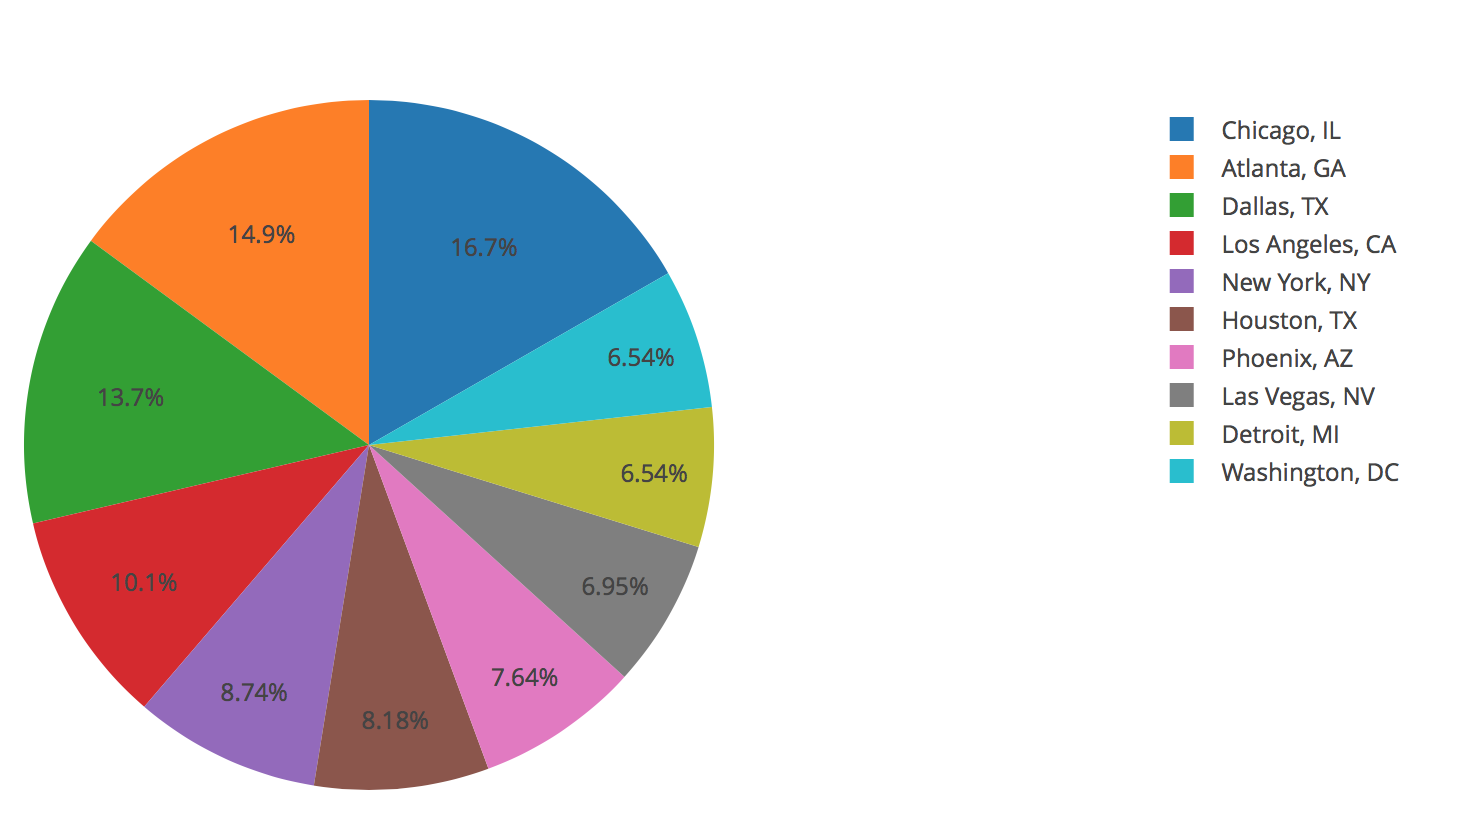 14.9%
16.7%
6.54%
13.7%
6.54%
10.1%
6.95%
7.64%
8.74%
8.18%
Chicago, IL
Atlanta, GA
Dallas, TX
Los Angeles, CA
New York, NY
Houston, TX
Phoenix, AZ
Las Vegas, NV
Detroit, MI
Washington, DC